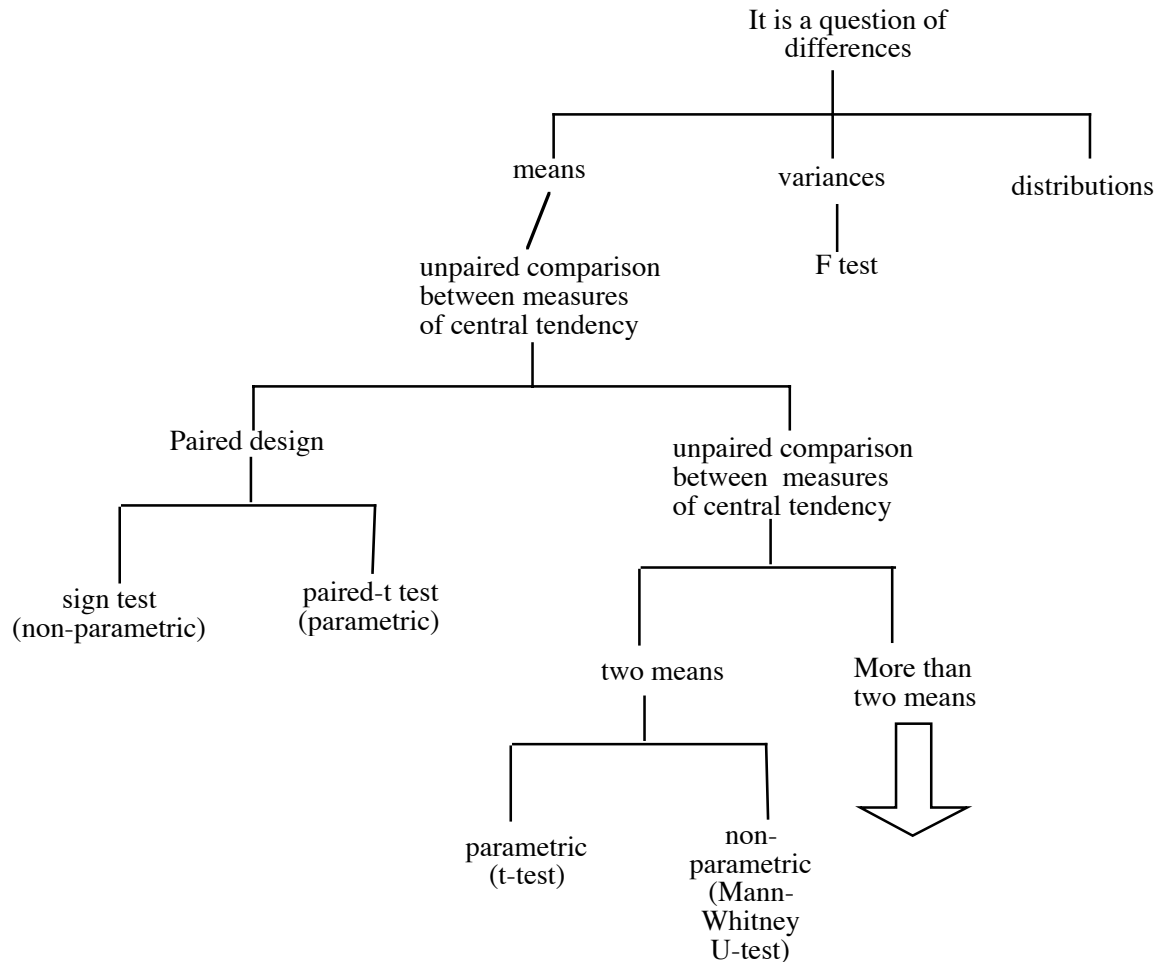 It is a question of
differences
means
variances
distributions
unpaired comparison
between measures
of central tendency
F test
Paired design
unpaired comparison
between  measures
of central tendency
sign test
(non-parametric)
paired-t test
(parametric)
two means
More than
two means
parametric
(t-test)
non-
parametric
(Mann-
Whitney
U-test)